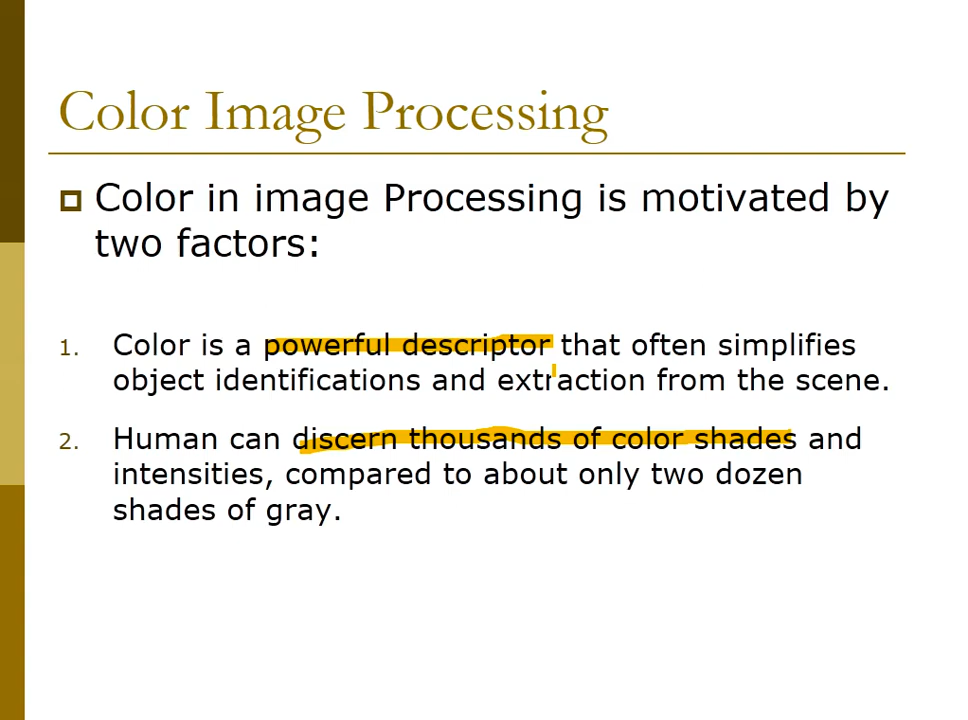 Color Image Processing
Color in image Processing is motivated by
two factors:
1. Color is a powerful descriptor that often simplifies
object identifications and extraction from the scene.
2. Human can discern thousands of color shades and
intensities, compared to about only two dozen
shades of gray.